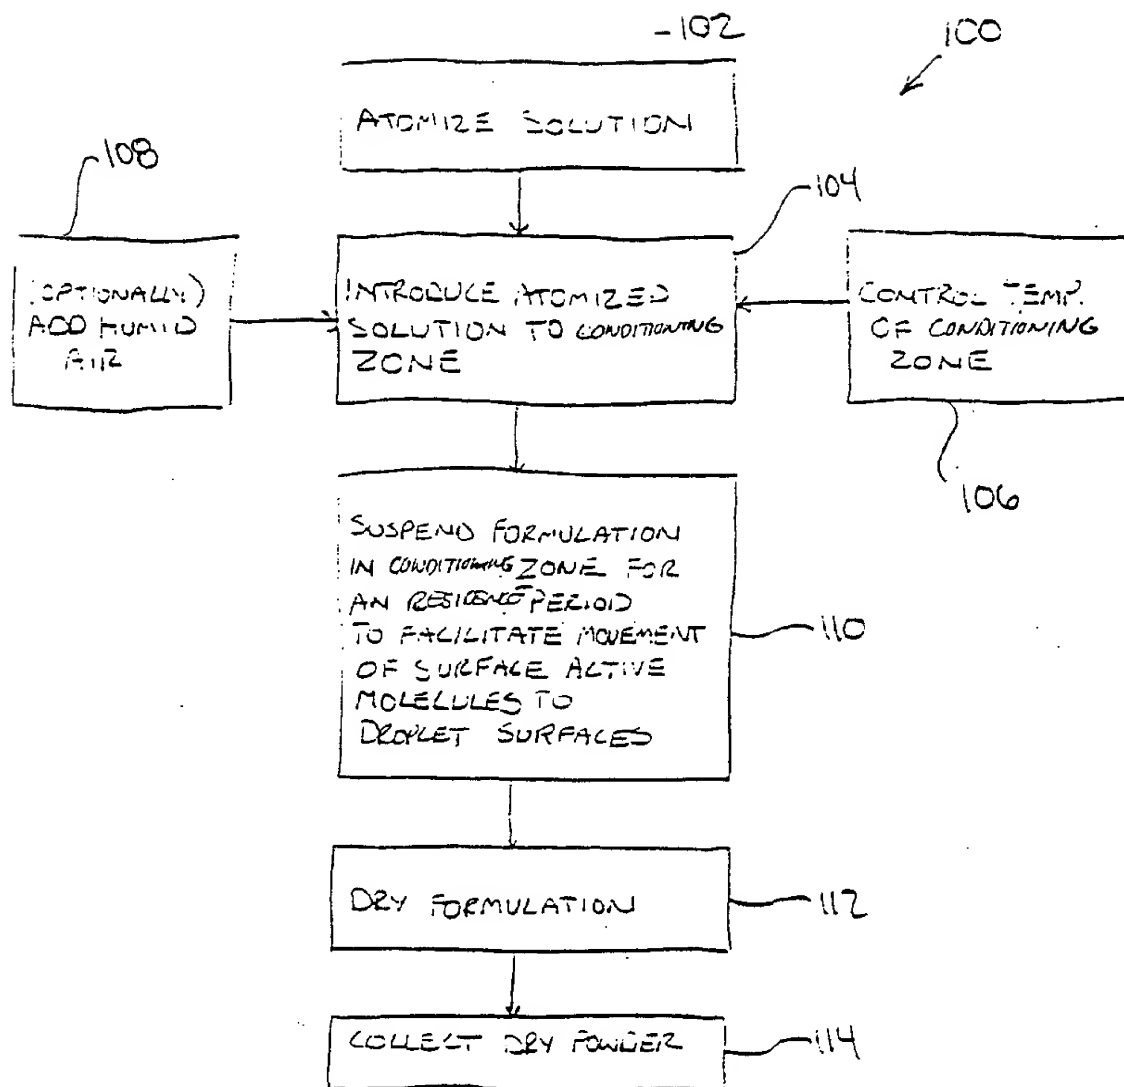 -102
100
ATOMIZE SOLUTION
108
104
(OPTIONALLY)
ADD HUMID
AIR
INTRODUCE ATOMIZED
SOLUTION TO CONDITIONING
ZONE
CONTROL TEMP.
OF CONDITIONING
ZONE
106
SUSPEND FORMULATION
IN CONDITIONING ZONE FOR
AN RESIDENCE PERIOD
TO FACILITATE MOVEMENT
OF SURFACE ACTIVE
MOLECULES TO
DROPLET SURFACES
110
DRY FORMULATION
112
COLLECT DRY POWDER
114